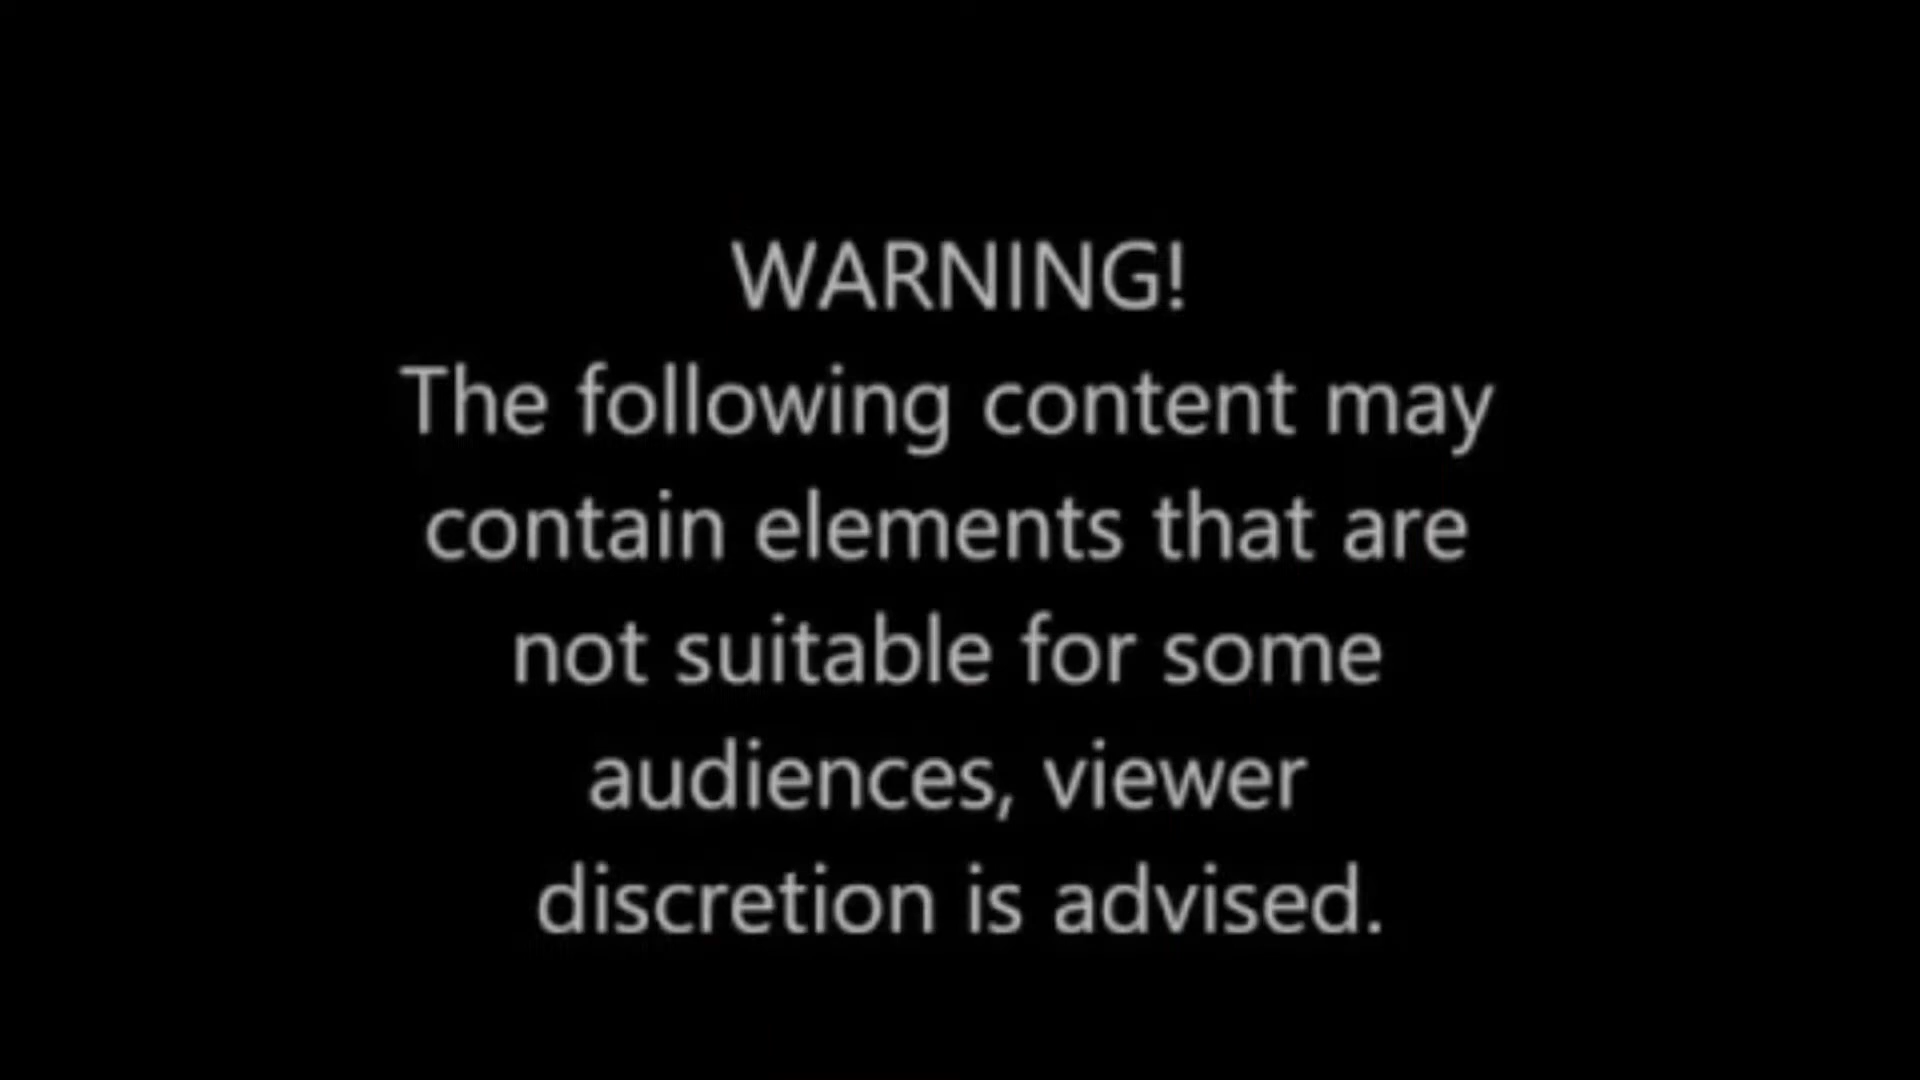 WARNING!
The following content may
contain elements that are
not suitable for some
audiences, viewer
discretion is advised.